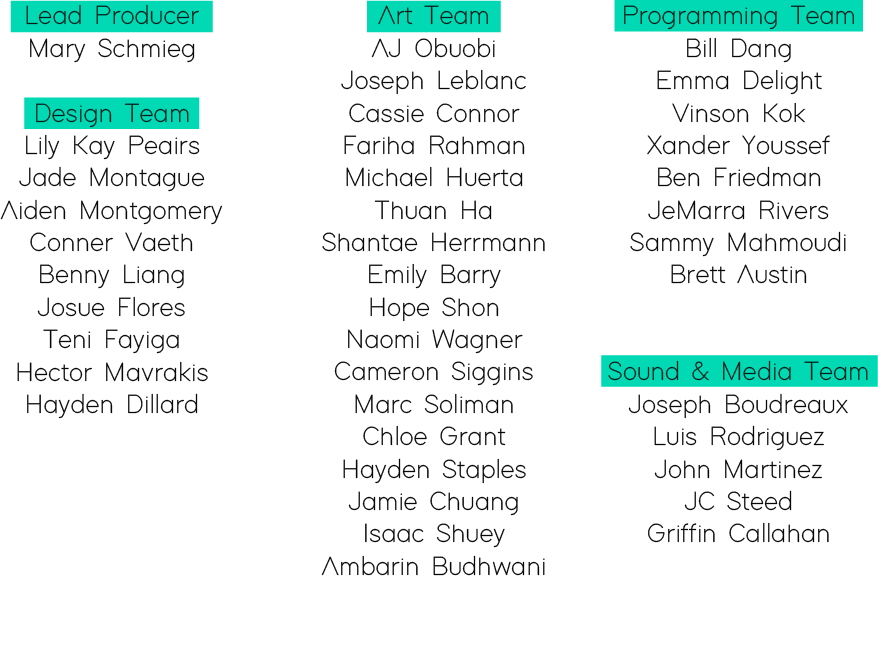 Lead Producer
Mary Schmieg
Design Team
Lily Kay Peairs
Jade Montague
Aiden Montgomery
Conner Vaeth
Benny Liang
Josue Flores
Teni Fayiga
Hector Mavrakis
Hayden Dillard
Art Team
AJ Obuobi
Joseph Leblanc
Cassie Connor
Fariha Rahman
Michael Huerta
Thuan Ha
Shantae Herrmann
Emily Barry
Hope Shon
Naomi Wagner
Cameron Siggins
Marc Soliman
Chloe Grant
Hayden Staples
Jamie Chuang
Isaac Shuey
Ambarin Budhwani
Programming Team
Bill Dang
Emma Delight
Vinson Kok
Xander Youssef
Ben Friedman
JeMarra Rivers
Sammy Mahmoudi
Brett Austin
Sound & Media Team
Joseph Boudreaux
Luis Rodriguez
John Martinez
JC Steed
Griffin Callahan